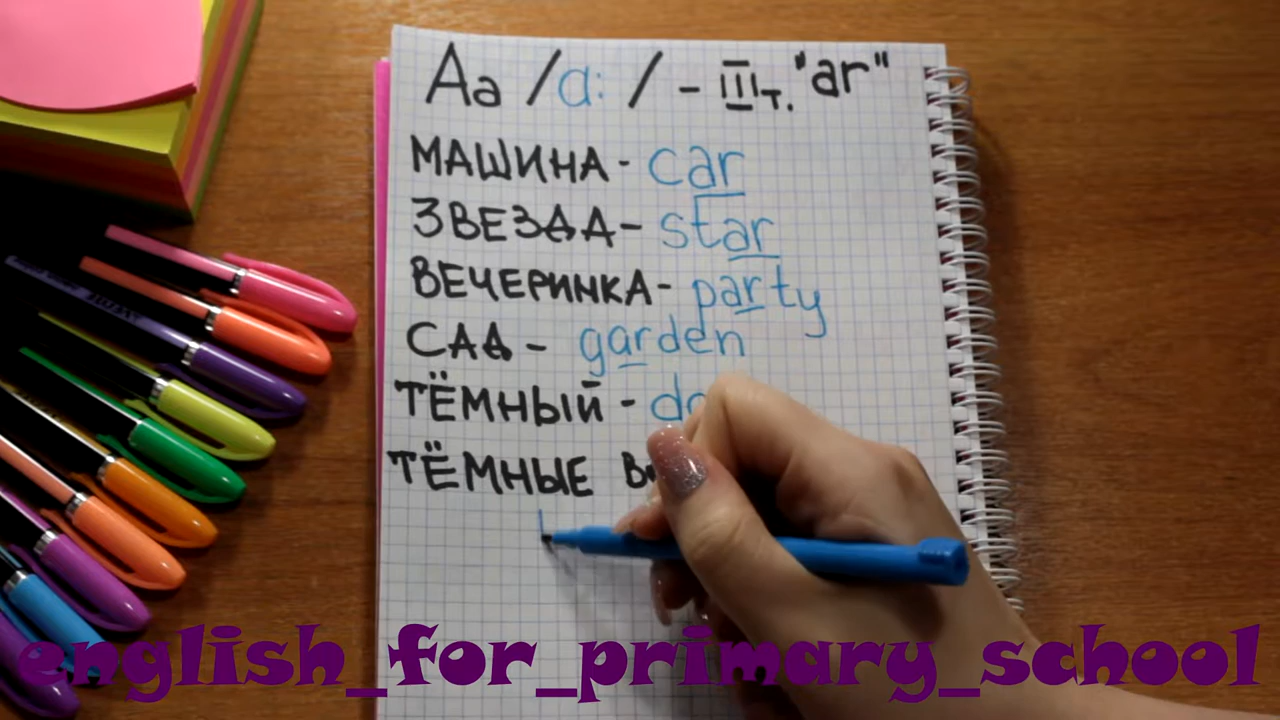 Aa /a:/ - III т. "ar"
МАШИНА - car
ЗВЕЗДА - star
ВЕЧЕРИНКА - party
САД - garden
ТЁМНЫЙ -
ТЁМНЫЕ
english_for_primary_school